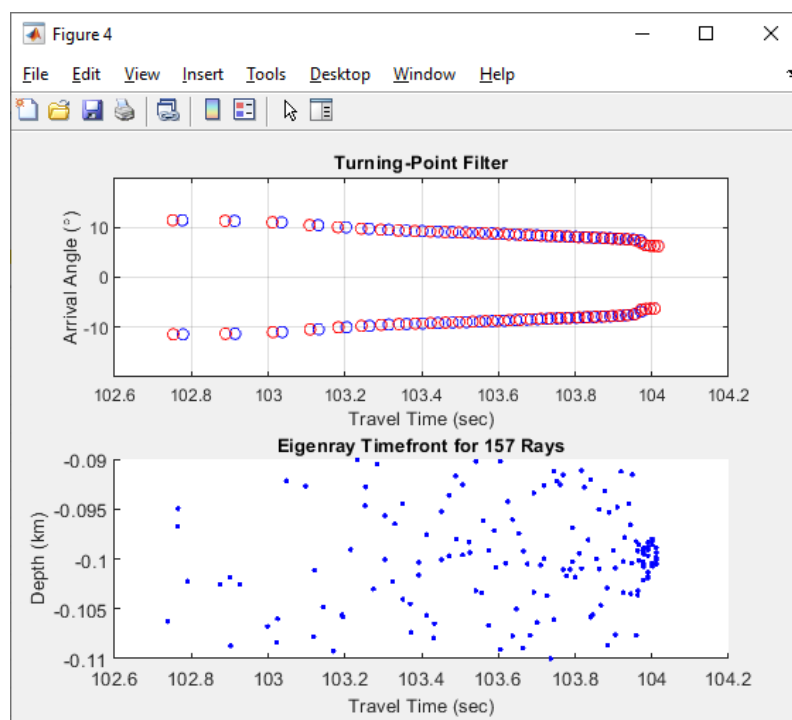 Figure 4
File Edit View Insert Tools Desktop Window Help
Turning-Point Filter
10
0
-10
Arrival Angle (°)
102.6 102.8 103 103.2 103.4 103.6 103.8 104 104.2
Travel Time (sec)
Eigenray Timefront for 157 Rays
-0.09
-0.095
-0.1
-0.105
-0.11
Depth (km)
102.6 102.8 103 103.2 103.4 103.6 103.8 104 104.2
Travel Time (sec)